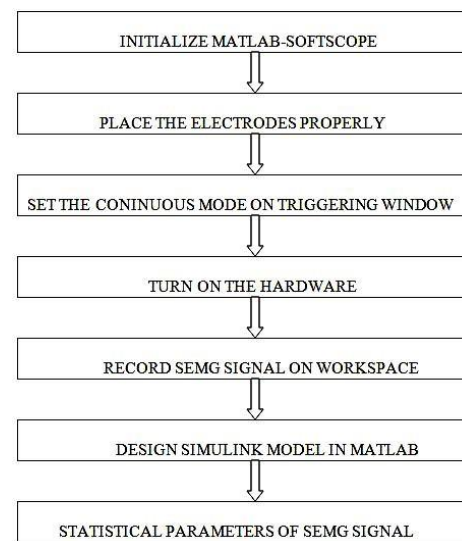 INITIALIZE MATLAB-SOFTSCOPE
PLACE THE ELECTRODES PROPERLY
SET THE CONINUOUS MODE ON TRIGGERING WINDOW
TURN ON THE HARDWARE
RECORD SEMG SIGNAL ON WORKSPACE
DESIGN SIMULINK MODEL IN MATLAB
STATISTICAL PARAMETERS OF SEMG SIGNAL